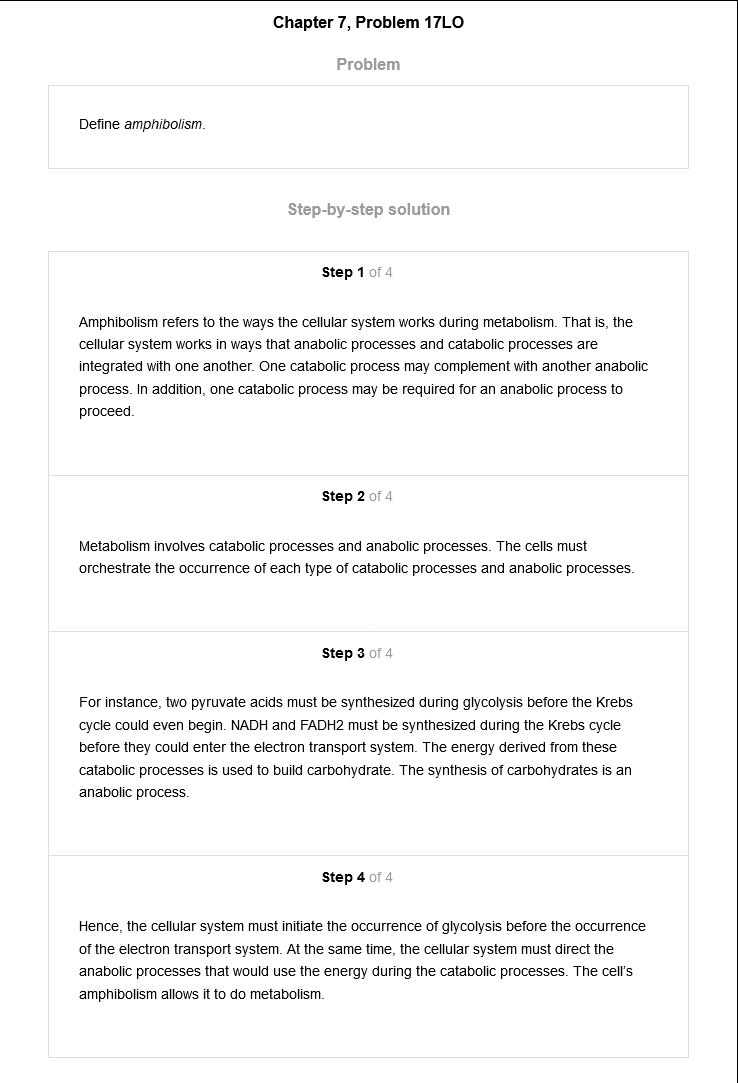 Chapter 7, Problem 17LO
Problem
Define amphibolism.
Step-by-step solution
Step 1 of 4
Amphibolism refers to the ways the cellular system works during metabolism. That is, the
cellular system works in ways that anabolic processes and catabolic processes are
integrated with one another. One catabolic process may complement with another anabolic
process. In addition, one catabolic process may be required for an anabolic process to
proceed.
Step 2 of 4
Metabolism involves catabolic processes and anabolic processes. The cells must
orchestrate the occurrence of each type of catabolic processes and anabolic processes.
Step 3 of 4
For instance, two pyruvate acids must be synthesized during glycolysis before the Krebs
cycle could even begin. NADH and FADH2 must be synthesized during the Krebs cycle
before they could enter the electron transport system. The energy derived from these
catabolic processes is used to build carbohydrate. The synthesis of carbohydrates is an
anabolic process.
Step 4 of 4
Hence, the cellular system must initiate the occurrence of glycolysis before the occurrence
of the electron transport system. At the same time, the cellular system must direct the
anabolic processes that would use the energy during the catabolic processes. The cell's
amphibolism allows it to do metabolism.